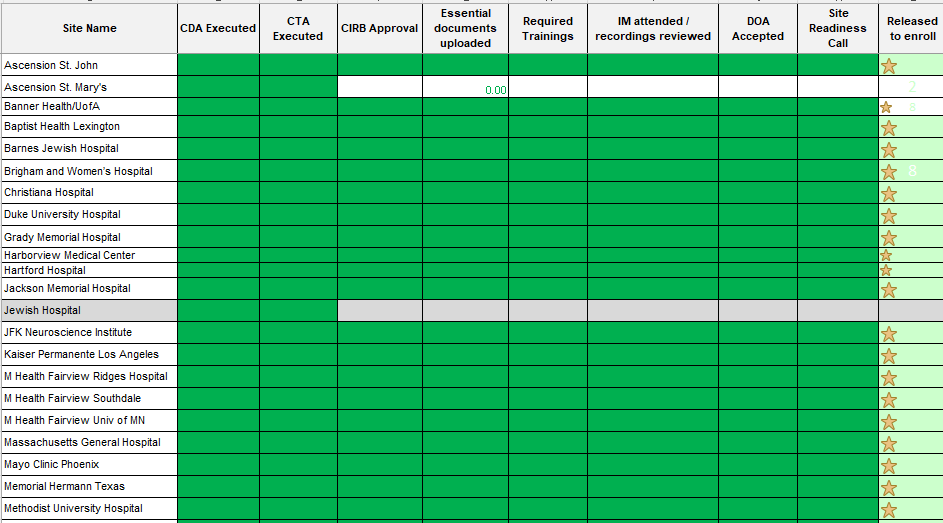 Site Name
CDA Executed
CTA
Executed
CIRB Approval
Essential
documents
uploaded
Required
Trainings
IM attended /
recordings reviewed
DOA
Accepted
Site
Readiness
Call
Released
to enroll
Ascension St. John
Ascension St. Mary's
0.00
2
Banner Health/UofA
8
Baptist Health Lexington
Barnes Jewish Hospital
Brigham and Women's Hospital
8
Christiana Hospital
Duke University Hospital
Grady Memorial Hospital
Harborview Medical Center
Hartford Hospital
Jackson Memorial Hospital
Jewish Hospital
JFK Neuroscience Institute
Kaiser Permanente Los Angeles
M Health Fairview Ridges Hospital
M Health Fairview Southdale
M Health Fairview Univ of MN
Massachusetts General Hospital
Mayo Clinic Phoenix
Memorial Hermann Texas
Methodist University Hospital